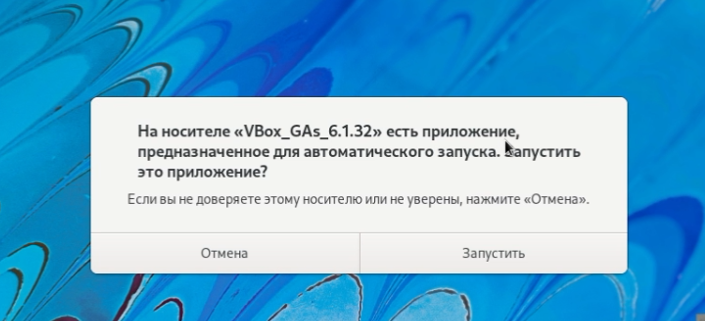 На носителе «VBox_GAs_6.1.32» есть приложение,
предназначенное для автоматического запуска. Запустить
это приложение?
Если вы не доверяете этому носителю или не уверены, нажмите «Отмена».
Отмена
Запустить